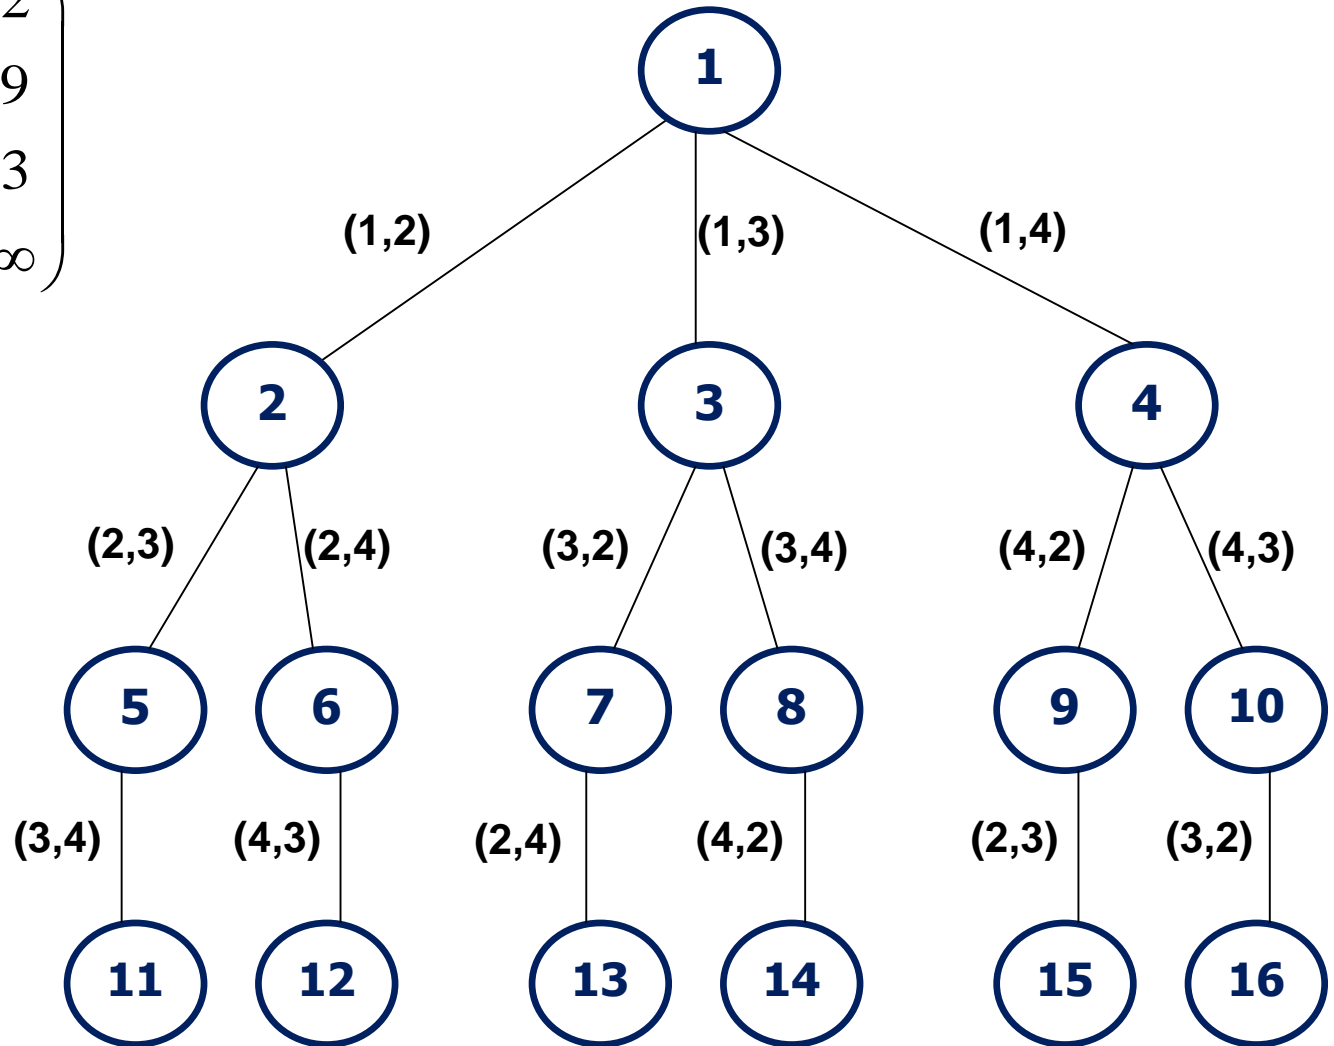 2
9
3
∞
1
(1,2) (1,3) (1,4)
2 3 4
(2,3) (2,4) (3,2) (3,4) (4,2) (4,3)
5 6 7 8 9 10
(3,4) (4,3) (2,4) (4,2) (2,3) (3,2)
11 12 13 14 15 16